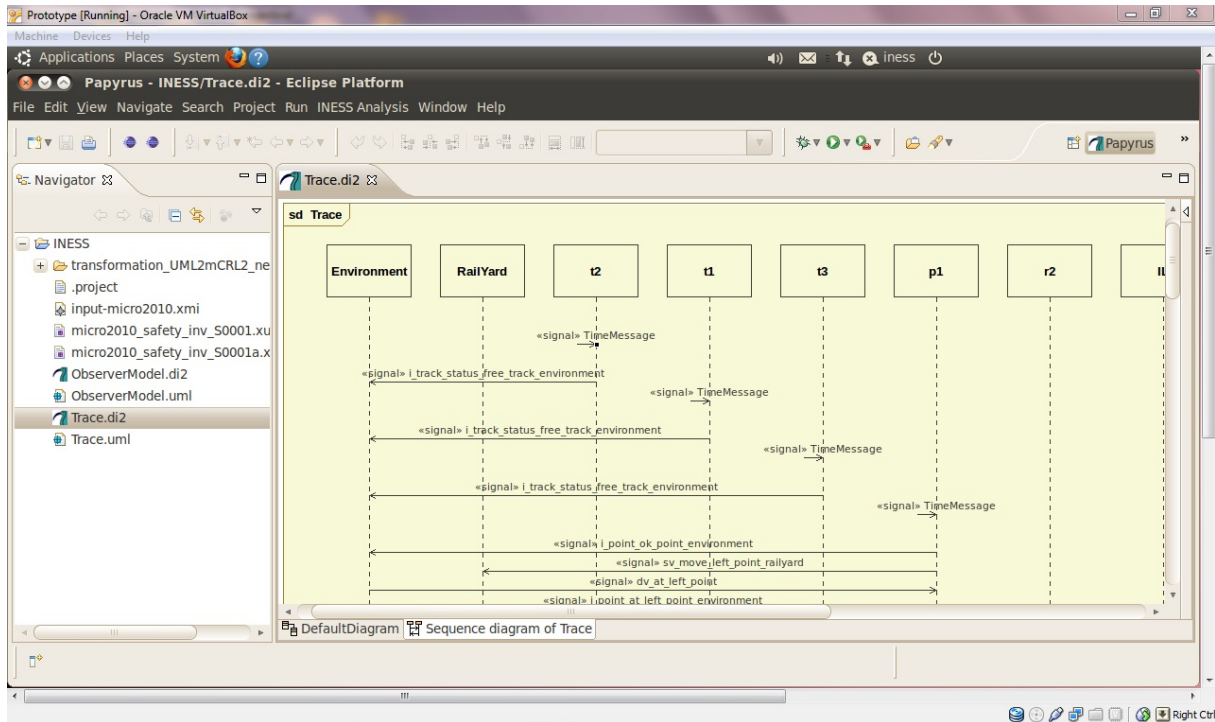 Prototype [Running] - Oracle VM VirtualBox
Machine Devices Help
Applications Places System iness
Papyrus - INESS/Trace.di2 - Eclipse Platform
File Edit View Navigate Search Project Run INESS Analysis Window Help
Papyrus »
Navigator
Trace.di2
INESS
transformation_UML2mCRL2_ne
.project
input-micro2010.xmi
micro2010_safety_inv_S0001.xu
micro2010_safety_inv_S0001a.x
ObserverModel.di2
ObserverModel.uml
Trace.di2
Trace.uml
sd Trace
Environment RailYard t2 t1 t3 p1 r2
«signal» TimeMessage
«signal» i_track_status_free_track_environment
«signal» TimeMessage
«signal» i_track_status_free_track_environment
«signal» TimeMessage
«signal» i_track_status_free_track_environment
«signal» TimeMessage
«signal» i_point_ok_point_environment
«signal» sv_move_left_point_railyard
«signal» dv_at_left_point
«signal» i_point_at_left_point_environment
DefaultDiagram Sequence diagram of Trace
Right Ctrl